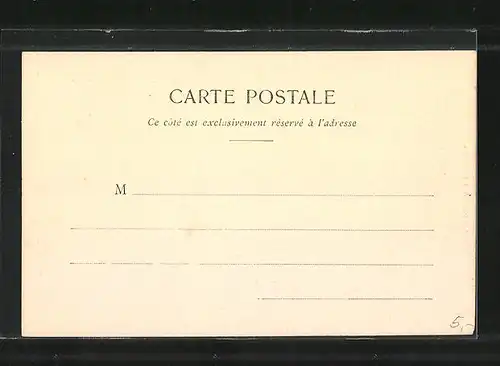 CARTE POSTALE
Ce côté est exclusivement réservé à l'adresse
M
5,-